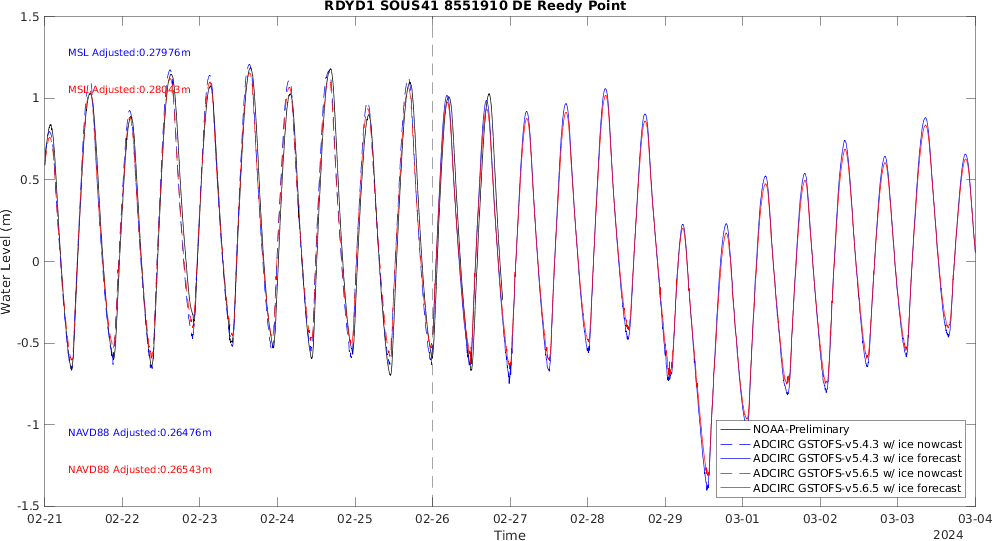 RDYD1 SOUS41 8551910 DE Reedy Point
1.5
1
0.5
0
-0.5
-1
-1.5
Water Level (m)
MSL Adjusted:0.27976m
MSL Adjusted:0.28043m
NAVD88 Adjusted:0.26476m
NAVD88 Adjusted:0.26543m
NOAA-Preliminary
ADCIRC GSTOFS-v5.4.3 w/ ice nowcast
ADCIRC GSTOFS-v5.4.3 w/ ice forecast
ADCIRC GSTOFS-v5.6.5 w/ ice nowcast
ADCIRC GSTOFS-v5.6.5 w/ ice forecast
02-21 02-22 02-23 02-24 02-25 02-26 02-27 02-28 02-29 03-01 03-02 03-03 03-04
Time
2024